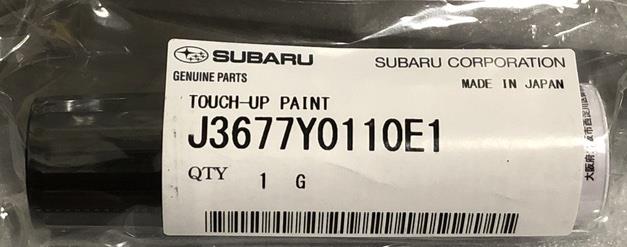 SUBARU
SUBARU CORPORATION
GENUINE PARTS
MADE IN JAPAN
TOUCH-UP PAINT
J3677Y0110E1
QTY 1 G